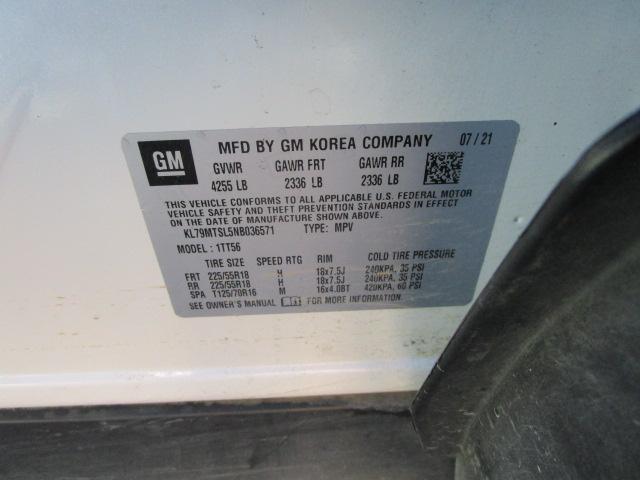 GM MFD BY GM KOREA COMPANY 07/21
GVWR GAWR FRT GAWR RR
4255 LB 2336 LB 2336 LB
THIS VEHICLE CONFORMS TO ALL APPLICABLE U.S. FEDERAL MOTOR
VEHICLE SAFETY AND THEFT PREVENTION STANDARDS IN EFFECT
ON THE DATE OF MANUFACTURE SHOWN ABOVE.
KL79MTSL5NB036571 TYPE: MPV
MODEL: 1TT56
TIRE SIZE SPEED RTG RIM COLD TIRE PRESSURE
FRT 225/55R18 H 18x7.5J 240KPA, 35 PSI
RR 225/55R18 H 18x7.5J 240KPA, 35 PSI
SPA T125/70R16 M 16x4.0BT 420KPA, 60 PSI
SEE OWNER'S MANUAL FOR MORE INFORMATION.